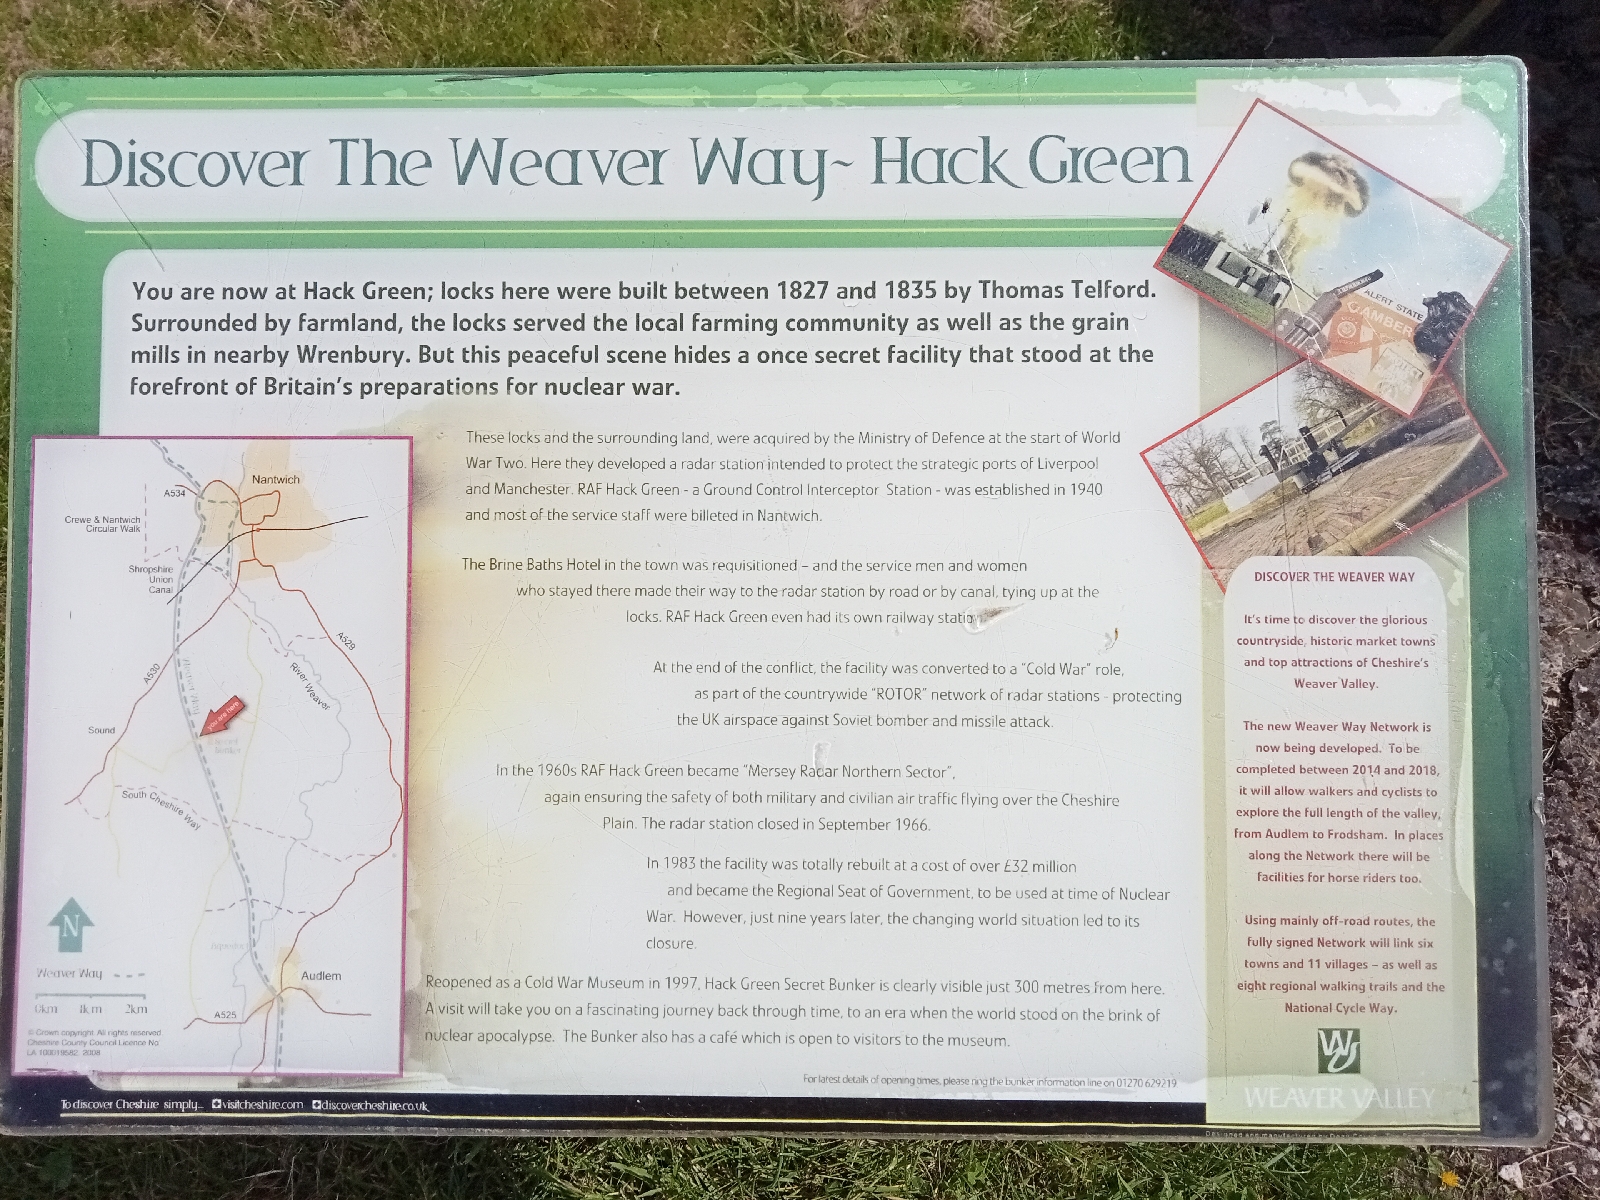 Discover The Weaver Way~ Hack Green
You are now at Hack Green; locks here were built between 1827 and 1835 by Thomas Telford.
Surrounded by farmland, the locks served the local farming community as well as the grain
mills in nearby Wrenbury. But this peaceful scene hides a once secret facility that stood at the
forefront of Britain's preparations for nuclear war.
These locks and the surrounding land, were acquired by the Ministry of Defence at the start of World
War Two. Here they developed a radar station intended to protect the strategic ports of Liverpool
and Manchester. RAF Hack Green - a Ground Control Interceptor Station - was established in 1940
and most of the service staff were billeted in Nantwich.
The Brine Baths Hotel in the town was requisitioned – and the service men and women
who stayed there made their way to the radar station by road or by canal, tying up at the
locks. RAF Hack Green even had its own railway station.
At the end of the conflict, the facility was converted to a "Cold War" role,
as part of the countrywide "ROTOR" network of radar stations - protecting
the UK airspace against Soviet bomber and missile attack.
In the 1960s RAF Hack Green became "Mersey Radar Northern Sector",
again ensuring the safety of both military and civilian air traffic flying over the Cheshire
Plain. The radar station closed in September 1966.
In 1983 the facility was totally rebuilt at a cost of over £32 million
and became the Regional Seat of Government, to be used at time of Nuclear
War. However, just nine years later, the changing world situation led to its
closure.
Reopened as a Cold War Museum in 1997, Hack Green Secret Bunker is clearly visible just 300 metres from here.
A visit will take you on a fascinating journey back through time, to an era when the world stood on the brink of
nuclear apocalypse. The Bunker also has a café which is open to visitors to the museum.
For latest details of opening times, please ring the bunker information line on 01270 629219
Nantwich
A534
Crewe & Nantwich
Circular Walk
Shropshire
Union
Canal
A529
A530
River Weaver
you are here
Sound
South Cheshire Way
N
Audlem
A525
Weaver Way
0km 1km 2km
© Crown copyright. All rights reserved.
Cheshire County Council Licence No.
LA 100019582, 2008
ALERT STATE
AMBER
DISCOVER THE WEAVER WAY
It's time to discover the glorious
countryside, historic market towns
and top attractions of Cheshire's
Weaver Valley.
The new Weaver Way Network is
now being developed. To be
completed between 2014 and 2018,
it will allow walkers and cyclists to
explore the full length of the valley,
from Audlem to Frodsham. In places
along the Network there will be
facilities for horse riders too.
Using mainly off-road routes, the
fully signed Network will link six
towns and 11 villages – as well as
eight regional walking trails and the
National Cycle Way.
WEAVER VALLEY
To discover Cheshire simply... visitcheshire.com discovercheshire.co.uk